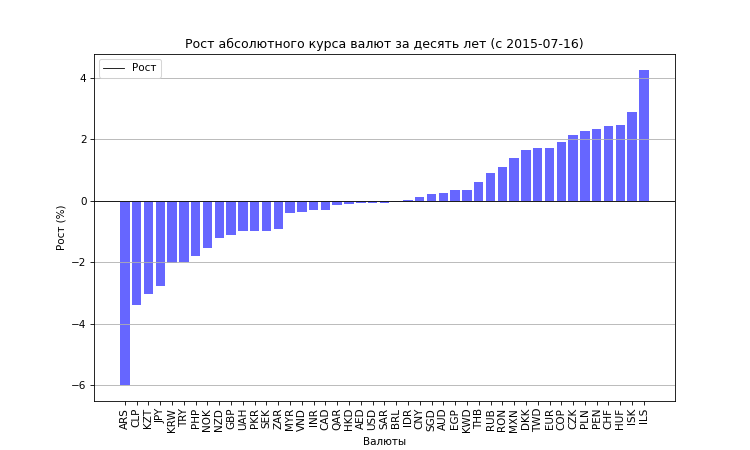 Рост абсолютного курса валют за десять лет (с 2015-07-16)
Рост
4
2
0
−2
−4
−6
Рост (%)
ARS CLP KZT JPY KRW TRY PHP NOK NZD GBP UAH PKR SEK ZAR MYR VND INR CAD QAR HKD AED USD SAR BRL IDR CNY SGD AUD EGP KWD THB RUB RON MXN DKK TWD EUR COP CZK PLN PEN CHF HUF ISK ILS
Валюты